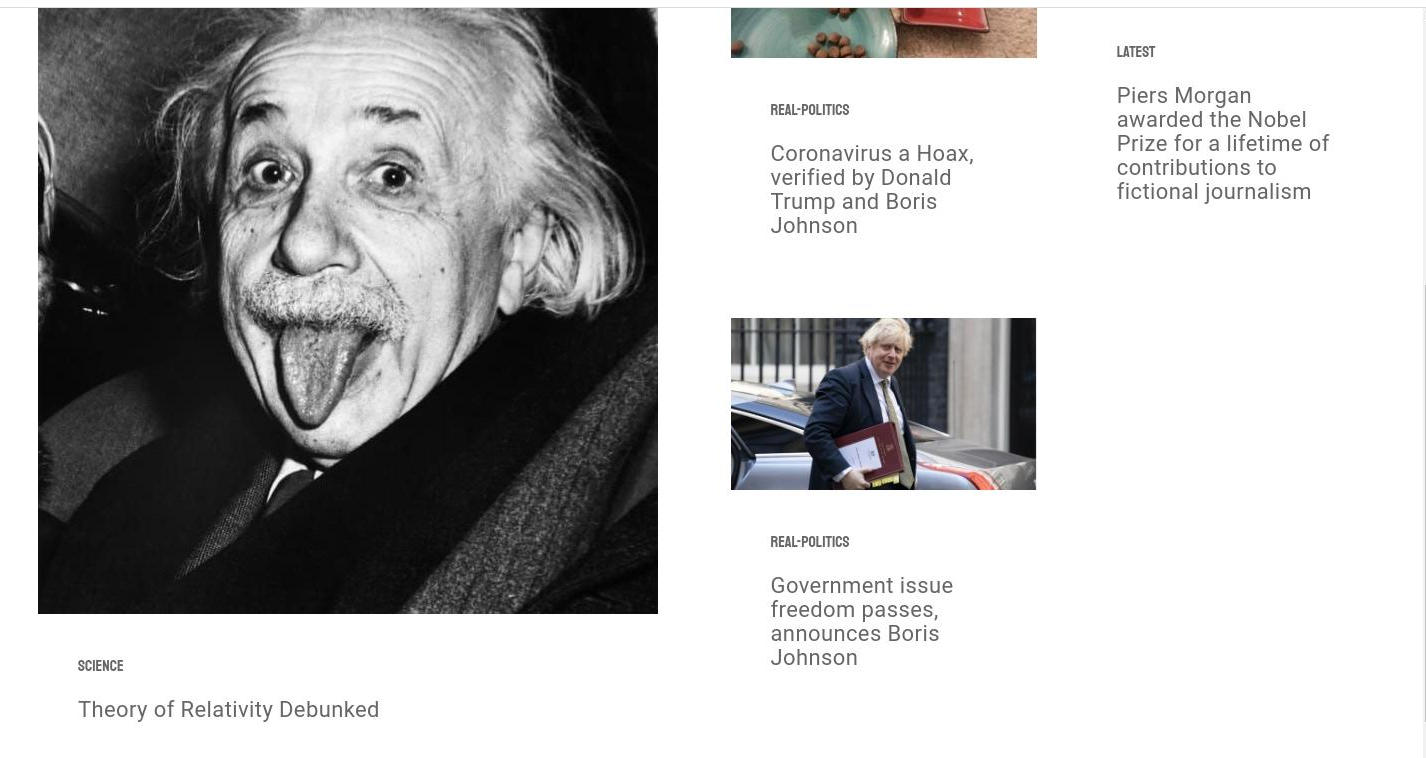 SCIENCE
Theory of Relativity Debunked
REAL-POLITICS
Coronavirus a Hoax,
verified by Donald
Trump and Boris
Johnson
REAL-POLITICS
Government issue
freedom passes,
announces Boris
Johnson
LATEST
Piers Morgan
awarded the Nobel
Prize for a lifetime of
contributions to
fictional journalism